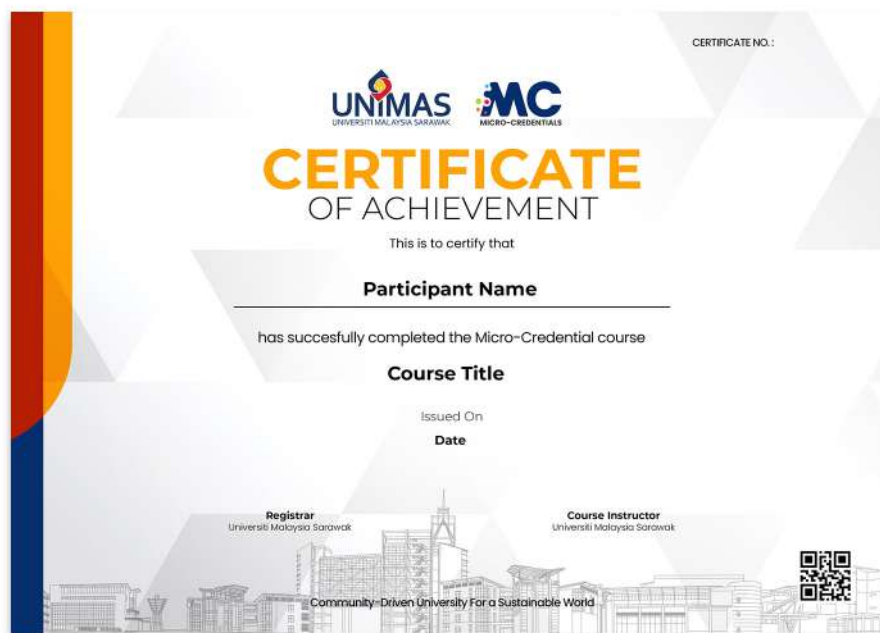 CERTIFICATE NO. :
UNIMAS
UNIVERSITI MALAYSIA SARAWAK
MC
MICRO-CREDENTIALS
CERTIFICATE
OF ACHIEVEMENT
This is to certify that
Participant Name
has succesfully completed the Micro-Credential course
Course Title
Issued On
Date
Registrar
Universiti Malaysia Sarawak
Course Instructor
Universiti Malaysia Sarawak
Community-Driven University For a Sustainable World